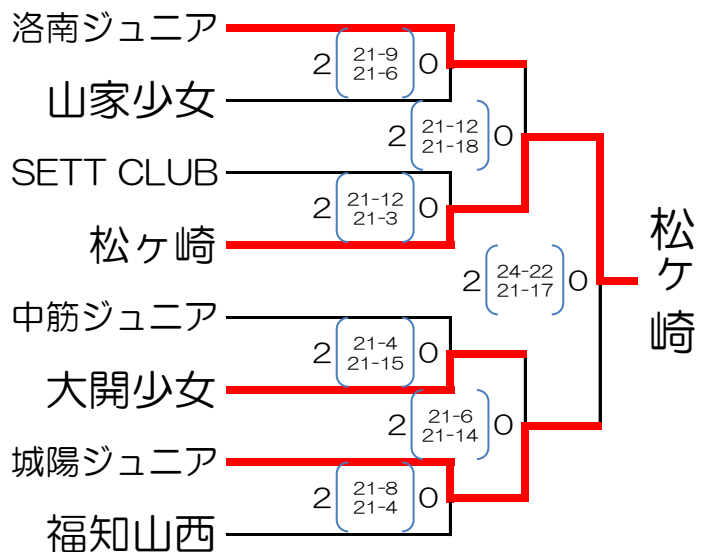 洛南ジュニア
山家少女
SETT CLUB
松ヶ崎
中筋ジュニア
大開少女
城陽ジュニア
福知山西
2 21-9 0
21-6
2 21-12 0
21-3
2 21-4 0
21-15
2 21-8 0
21-4
2 21-12 0
21-18
2 21-6 0
21-14
2 24-22 0
21-17
松ケ崎